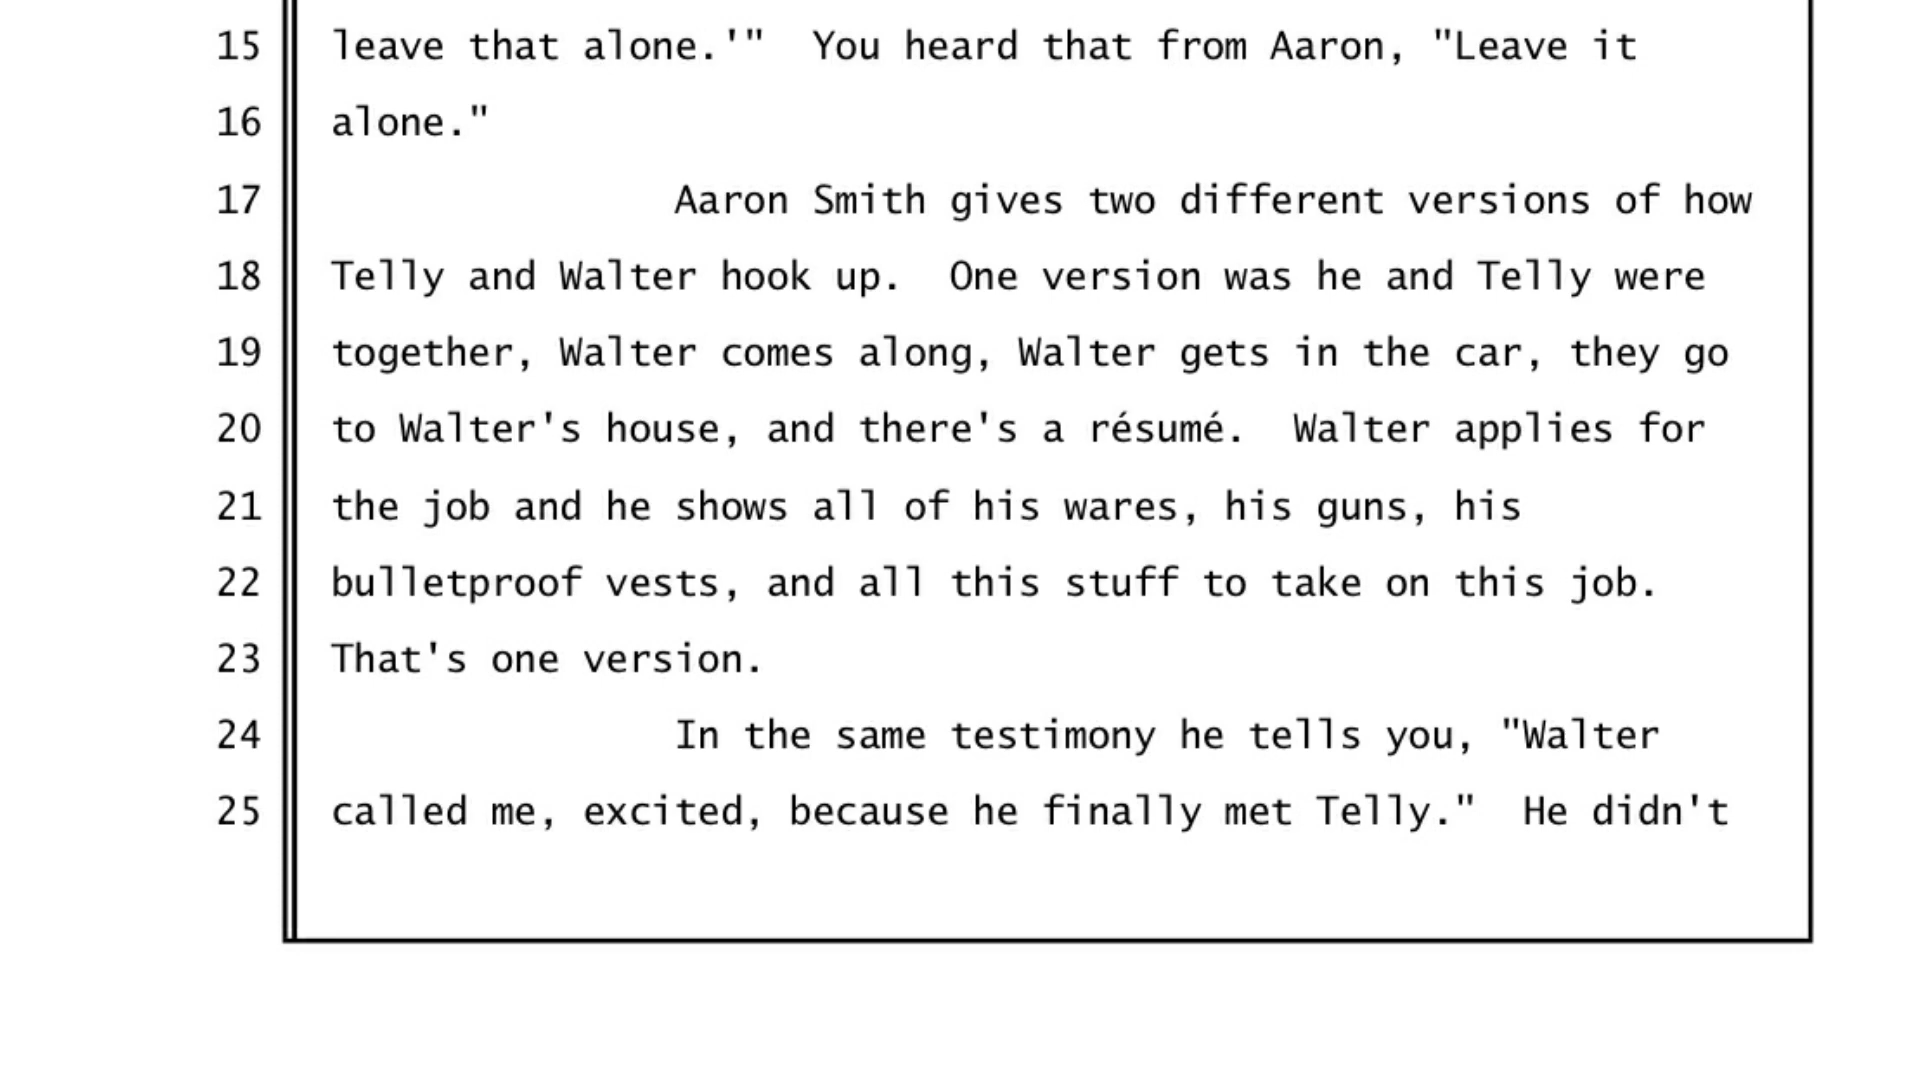 15 leave that alone.'"  You heard that from Aaron, "Leave it
16 alone."
17 Aaron Smith gives two different versions of how
18 Telly and Walter hook up.  One version was he and Telly were
19 together, Walter comes along, Walter gets in the car, they go
20 to Walter's house, and there's a résumé.  Walter applies for
21 the job and he shows all of his wares, his guns, his
22 bulletproof vests, and all this stuff to take on this job.
23 That's one version.
24 In the same testimony he tells you, "Walter
25 called me, excited, because he finally met Telly."  He didn't